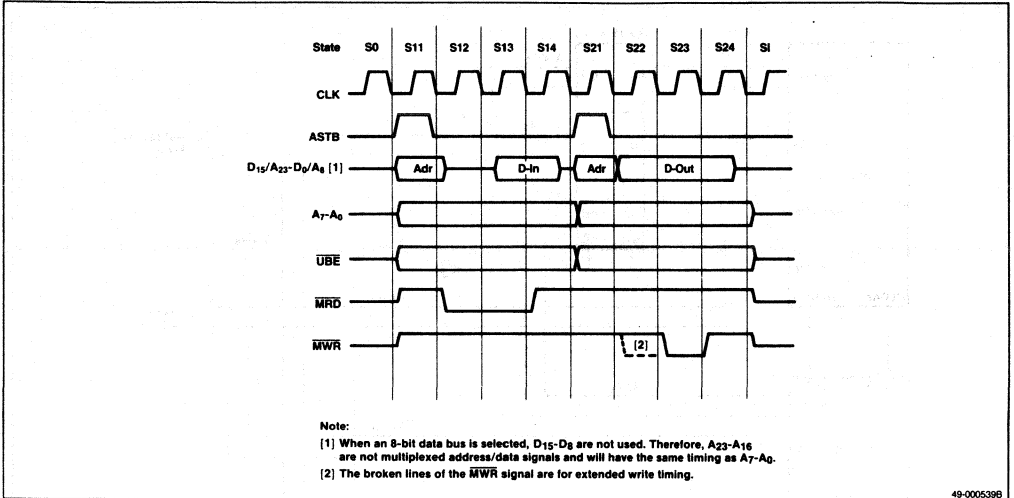 State S0 S11 S12 S13 S14 S21 S22 S23 S24 SI
CLK
ASTB
D15/A23-D0/A8 [1] Adr D-In Adr D-Out
A7-A0
UBE
MRD
MWR [2]
Note:
[1] When an 8-bit data bus is selected, D15-D8 are not used. Therefore, A23-A16
are not multiplexed address/data signals and will have the same timing as A7-A0.
[2] The broken lines of the MWR signal are for extended write timing.
49-000539B